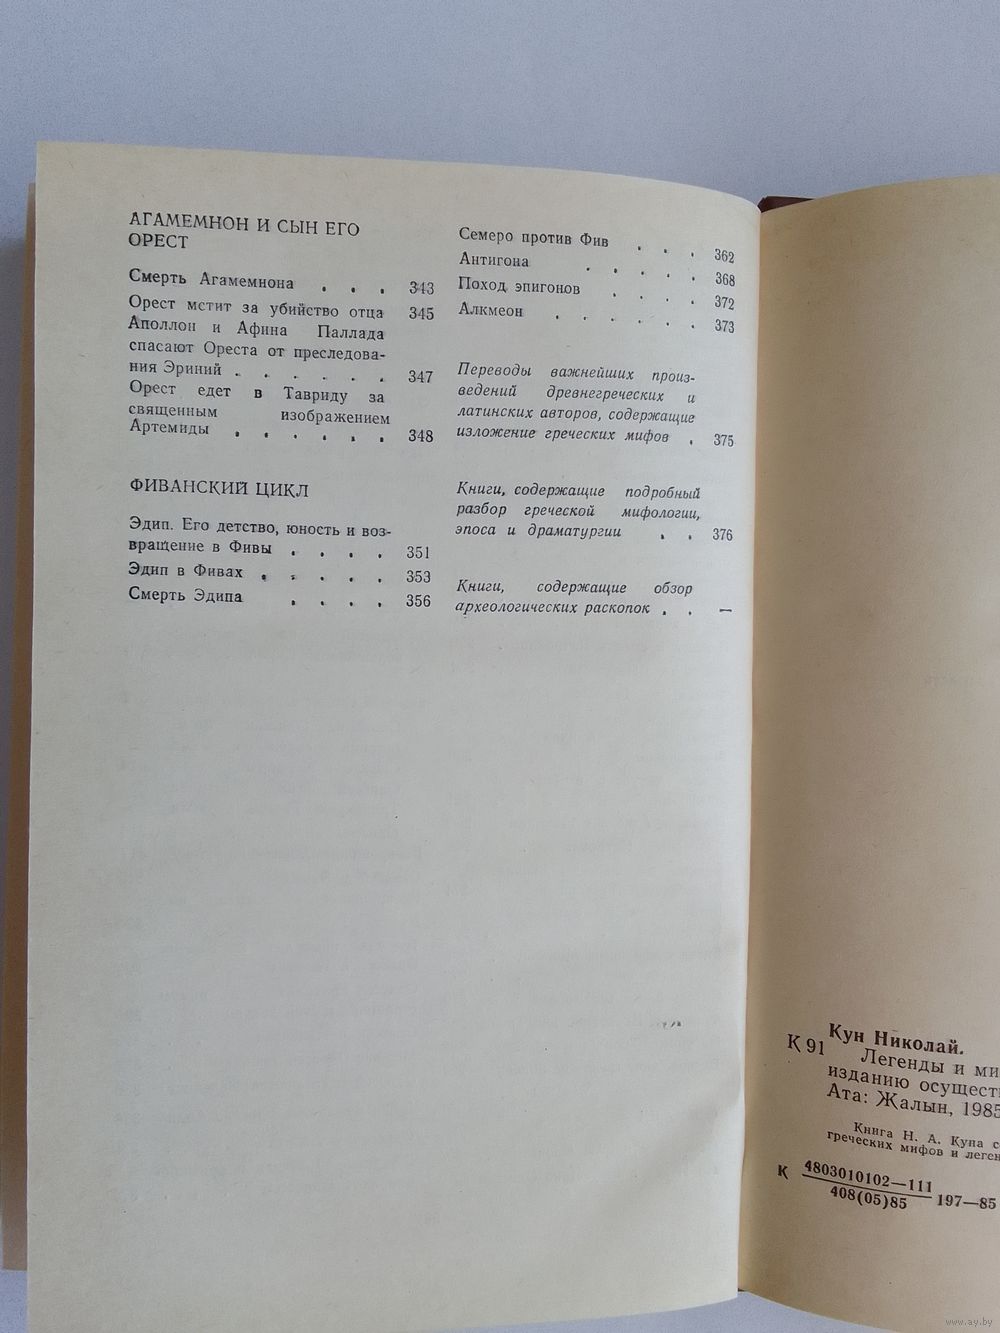 АГАМЕМНОН И СЫН ЕГО
ОРЕСТ
Смерть Агамемнона . . . 343
Орест мстит за убийство отца 345
Аполлон и Афина Паллада
спасают Ореста от преследова-
ния Эриний . . . . . . 347
Орест едет в Тавриду за
священным изображением
Артемиды . . . . . . 348
ФИВАНСКИЙ ЦИКЛ
Эдип. Его детство, юность и воз-
вращение в Фивы . . . . 351
Эдип в Фивах . . . . . 353
Смерть Эдипа . . . . 356
Семеро против Фив . . . 362
Антигона . . . . . 368
Поход эпигонов . . . . 372
Алкмеон . . . . . . 373
Переводы важнейших произ-
ведений древнегреческих и
латинских авторов, содержащие
изложение греческих мифов . 375
Книги, содержащие подробный
разбор греческой мифологии,
эпоса и драматургии . . 376
Книги, содержащие обзор
археологических раскопок . . —
Кун Николай.
К 91 Легенды и ми
изданию осущест
Ата: Жалын, 1985
Книга Н. А. Куна с
греческих мифов и леген
К 4803010102—111
408(05)85 197—85
www.ay.by